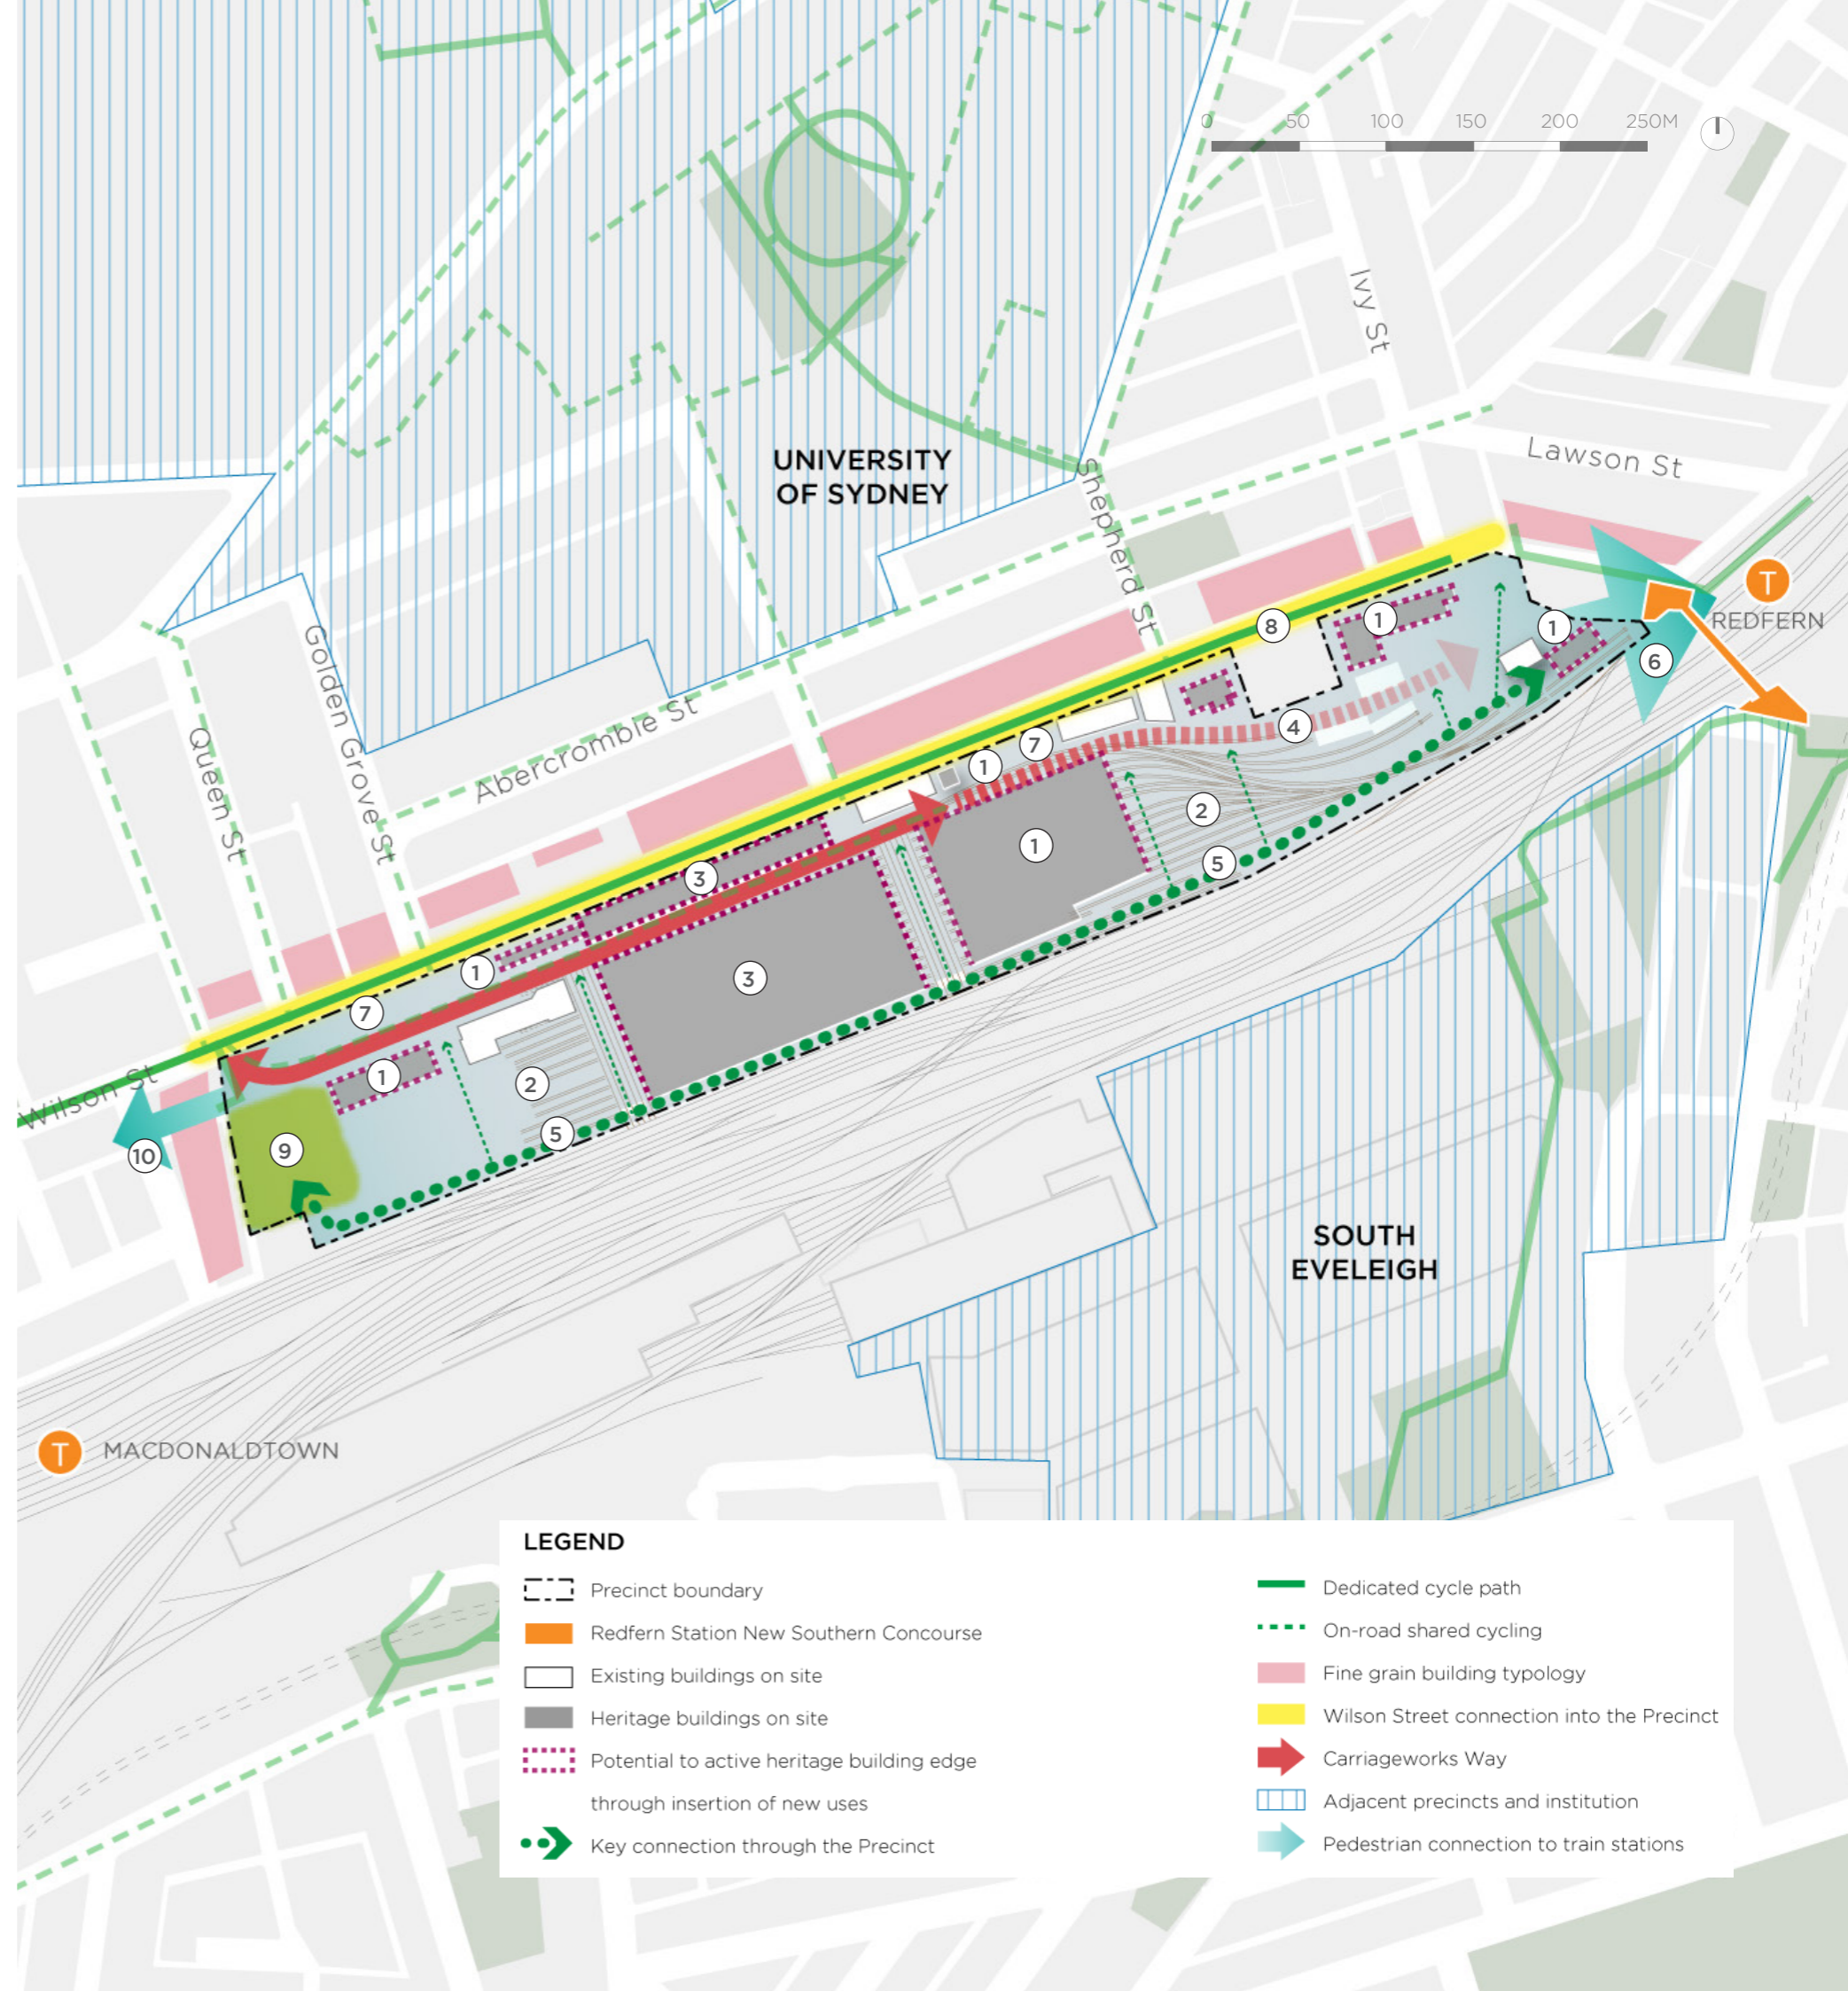 0 50 100 150 200 250M
Ivy St
Lawson St
UNIVERSITY
OF SYDNEY
Shepherd St
T
REDFERN
8
1
1
6
Golden Grove St
Queen St
Abercrombie St
4
7
1
2
1
5
3
3
1
7
1
2
5
Wilson St
10
9
SOUTH
EVELEIGH
T
MACDONALDTOWN
LEGEND
Precinct boundary
Redfern Station New Southern Concourse
Existing buildings on site
Heritage buildings on site
Potential to active heritage building edge
through insertion of new uses
Key connection through the Precinct
Dedicated cycle path
On-road shared cycling
Fine grain building typology
Wilson Street connection into the Precinct
Carriageworks Way
Adjacent precincts and institution
Pedestrian connection to train stations